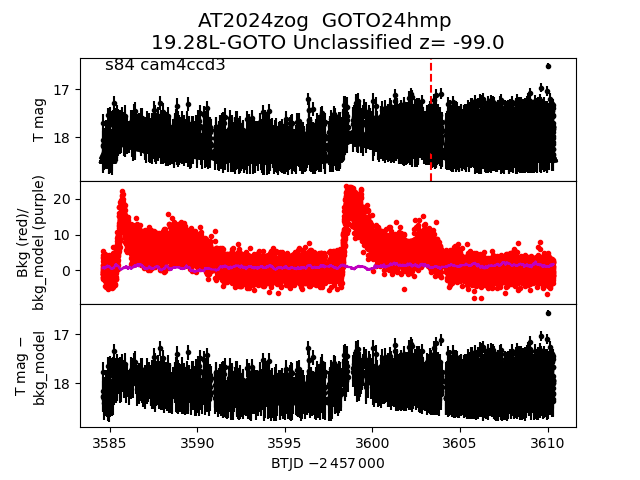 AT2024zog GOTO24hmp
19.28L-GOTO Unclassified z= -99.0
s84 cam4ccd3
T mag
17
18
Bkg (red)/
bkg_model (purple)
20
10
0
T mag −
bkg_model
17
18
3585 3590 3595 3600 3605 3610
BTJD −2 457 000